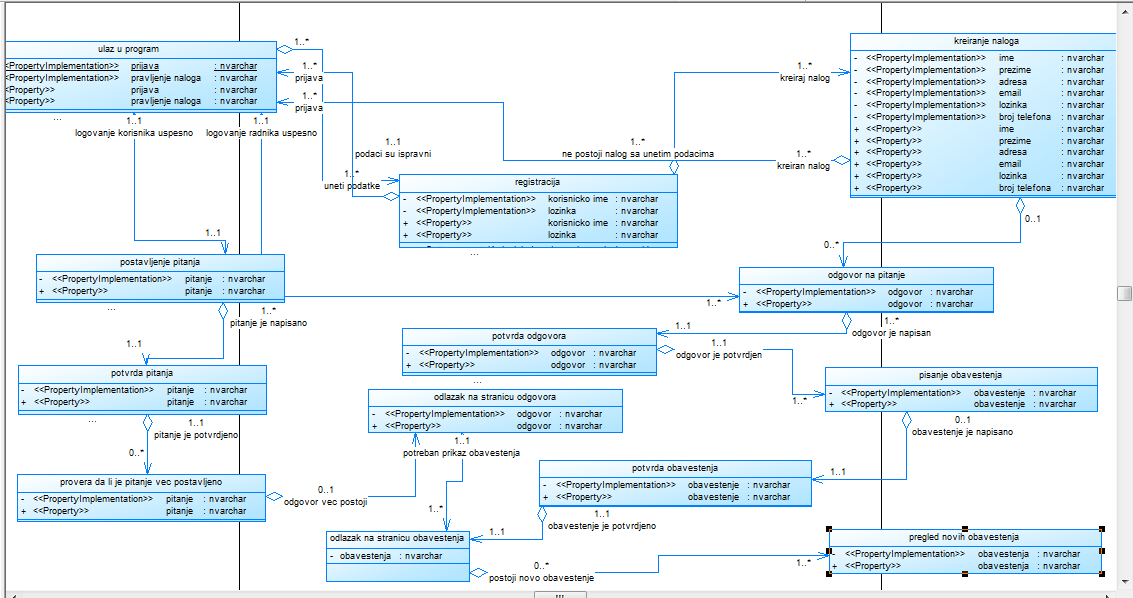 ulaz u program
<PropertyImplementation>> prijava : nvarchar
<PropertyImplementation>> pravljenje naloga : nvarchar
<Property>> prijava : nvarchar
<Property>> pravljenje naloga : nvarchar
...
1..*
1..*
prijava
1..*
prijava
1..1
logovanje korisnika uspesno
1..1
logovanje radnika uspesno
1..1
podaci su ispravni
1..*
uneti podatke
1..*
ne postoji nalog sa unetim podacima
1..*
kreiraj nalog
1..*
kreiran nalog
kreiranje naloga
- <<PropertyImplementation>> ime : nvarchar
- <<PropertyImplementation>> prezime : nvarchar
- <<PropertyImplementation>> adresa : nvarchar
- <<PropertyImplementation>> email : nvarchar
- <<PropertyImplementation>> lozinka : nvarchar
- <<PropertyImplementation>> broj telefona : nvarchar
+ <<Property>> ime : nvarchar
+ <<Property>> prezime : nvarchar
+ <<Property>> adresa : nvarchar
+ <<Property>> email : nvarchar
+ <<Property>> lozinka : nvarchar
+ <<Property>> broj telefona : nvarchar
registracija
- <<PropertyImplementation>> korisnicko ime : nvarchar
- <<PropertyImplementation>> lozinka : nvarchar
+ <<Property>> korisnicko ime : nvarchar
+ <<Property>> lozinka : nvarchar
...
0..1
0..*
1..1
postavljenje pitanja
- <<PropertyImplementation>> pitanje : nvarchar
+ <<Property>> pitanje : nvarchar
...
1..*
pitanje je napisano
1..1
1..*
odgovor na pitanje
- <<PropertyImplementation>> odgovor : nvarchar
+ <<Property>> odgovor : nvarchar
1..*
odgovor je napisan
1..1
potvrda odgovora
- <<PropertyImplementation>> odgovor : nvarchar
+ <<Property>> odgovor : nvarchar
...
1..1
odgovor je potvrdjen
1..*
potvrda pitanja
- <<PropertyImplementation>> pitanje : nvarchar
+ <<Property>> pitanje : nvarchar
...
1..1
pitanje je potvrdjeno
0..*
pisanje obavestenja
- <<PropertyImplementation>> obavestenje : nvarchar
+ <<Property>> obavestenje : nvarchar
0..1
obavestenje je napisano
1..1
odlazak na stranicu odgovora
- <<PropertyImplementation>> odgovor : nvarchar
+ <<Property>> odgovor : nvarchar
1..1
potreban prikaz obavestenja
1..*
provera da li je pitanje vec postavljeno
- <<PropertyImplementation>> pitanje : nvarchar
+ <<Property>> pitanje : nvarchar
0..1
odgovor vec postoji
potvrda obavestenja
- <<PropertyImplementation>> obavestenje : nvarchar
+ <<Property>> obavestenje : nvarchar
1..1
obavestenje je potvrdjeno
1..1
odlazak na stranicu obavestenja
- obavestenja : nvarchar
0..*
postoji novo obavestenje
1..*
pregled novih obavestenja
- <<PropertyImplementation>> obavestenja : nvarchar
+ <<Property>> obavestenja : nvarchar